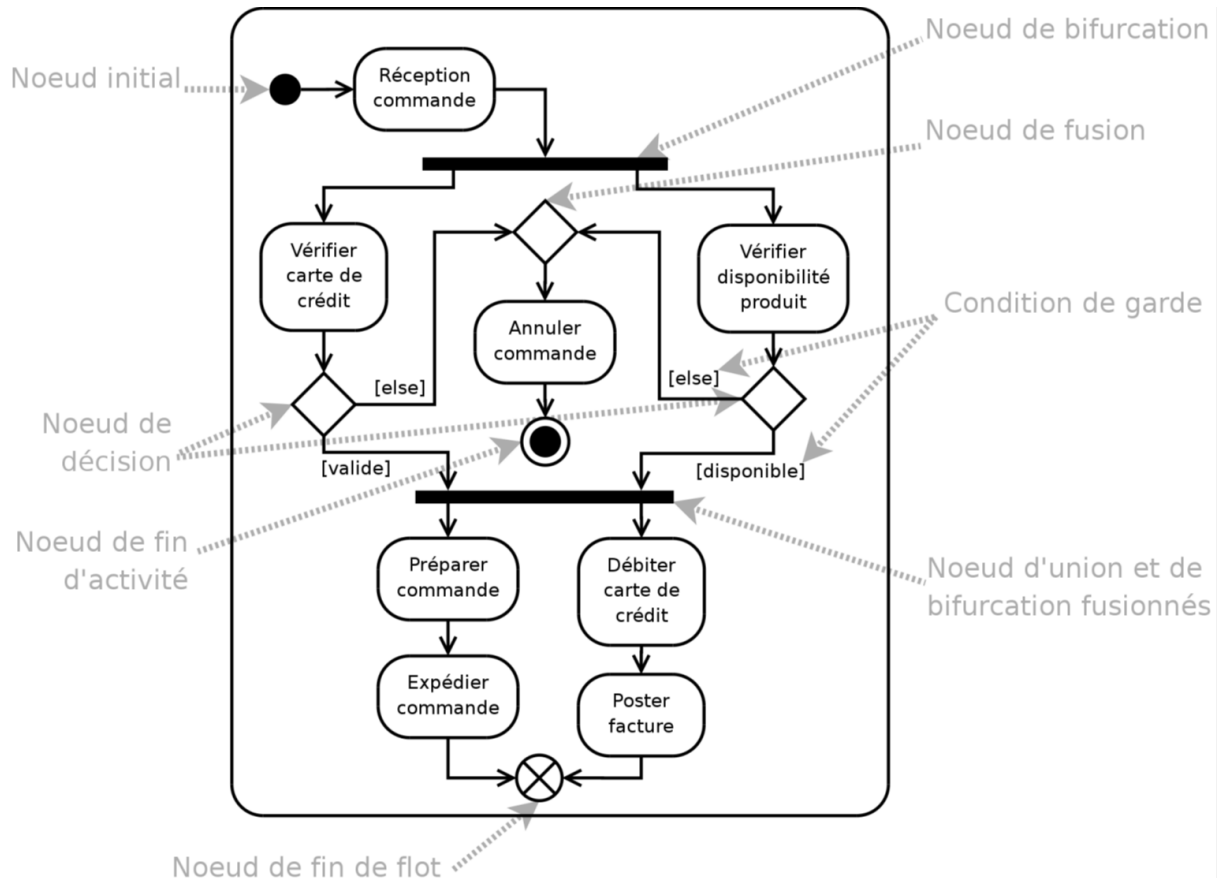 Noeud de bifurcation
Noeud initial
Réception
commande
Noeud de fusion
Vérifier
carte de
crédit
Vérifier
disponibilité
produit
Condition de garde
Annuler
commande
[else]
[else]
Noeud de
décision
[valide]
[disponible]
Noeud de fin
d'activité
Préparer
commande
Débiter
carte de
crédit
Noeud d'union et de
bifurcation fusionnés
Expédier
commande
Poster
facture
Noeud de fin de flot